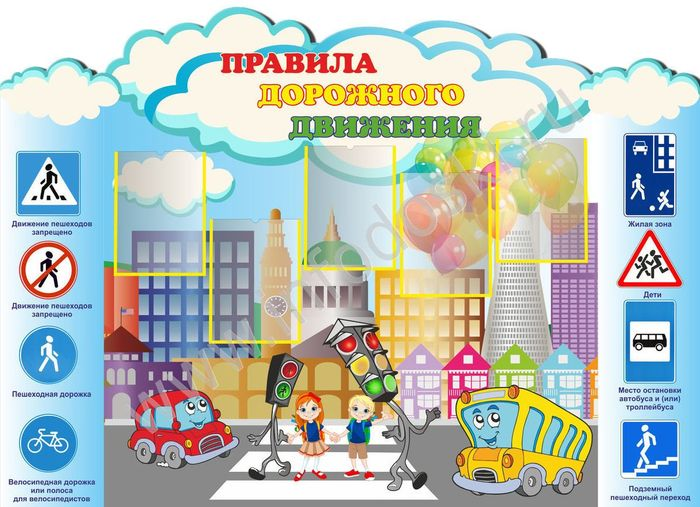 ПРАВИЛА
ДОРОЖНОГО
ДВИЖЕНИЯ
Движение пешеходов
запрещено
Движение пешеходов
запрещено
Пешеходная дорожка
Велосипедная дорожка
или полоса
для велосипедистов
Жилая зона
Дети
Место остановки
автобуса и (или)
троллейбуса
Подземный
пешеходный переход